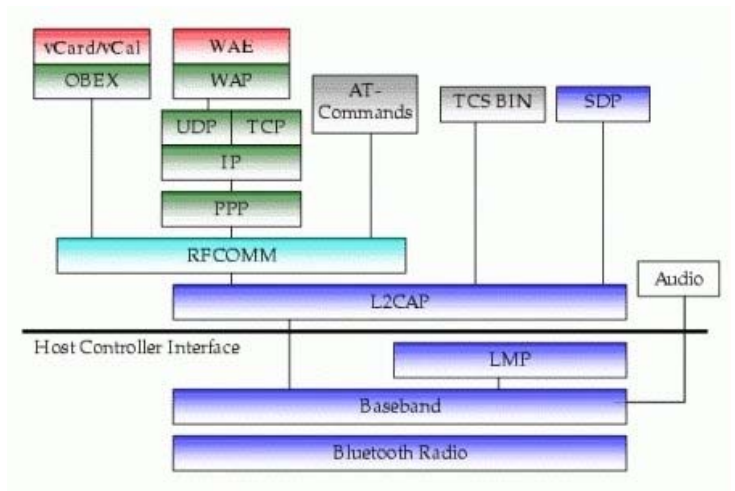 vCard/vCal
WAE
OBEX
WAP
AT-
Commands
TCS BIN
SDP
UDP
TCP
IP
PPP
RFCOMM
Audio
L2CAP
Host Controller Interface
LMP
Baseband
Bluetooth Radio